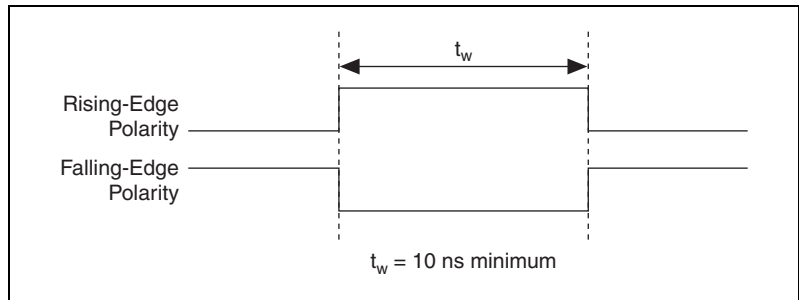 t_w
Rising-Edge
Polarity
Falling-Edge
Polarity
t_w = 10 ns minimum